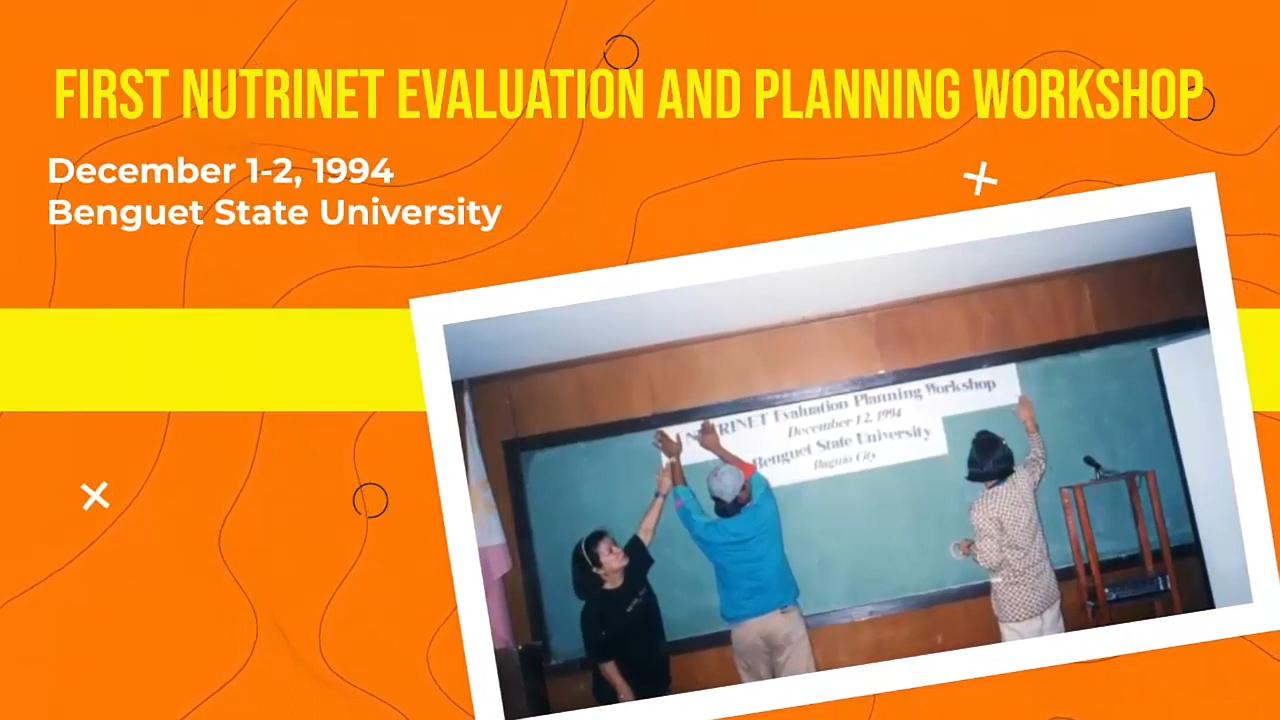 FIRST NUTRINET EVALUATION AND PLANNING WORKSHOP
December 1-2, 1994
Benguet State University
NUTRINET Evaluation Planning Workshop
December 1 2, 1994
Benguet State University
Baguio City